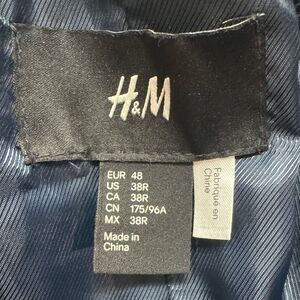 H&M
EUR 48
US 38R
CA 38R
CN 175/96A
MX 38R
Made in
China
Fabriqué en
Chine